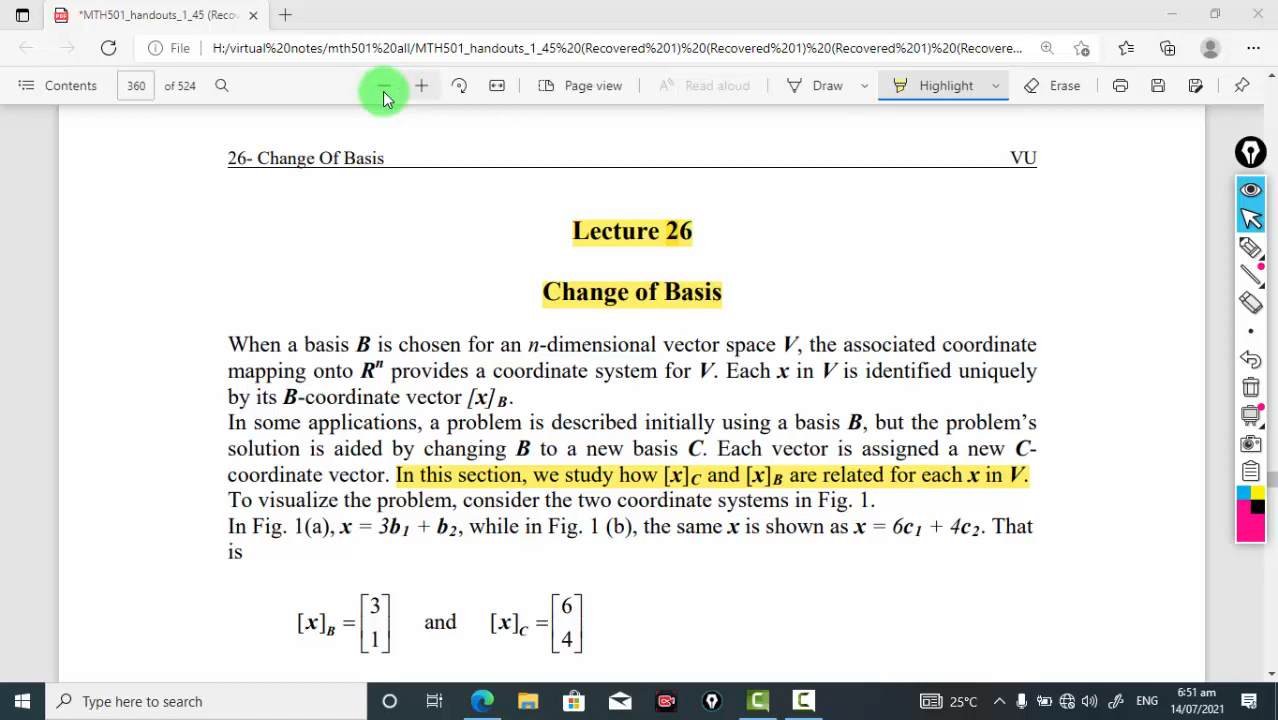 *MTH501_handouts_1_45 (Reco
File
H:/virtual%20notes/mth501%20all/MTH501_handouts_1_45%20(Recovered%201)%20(Recovered%201)%20(Recovered%201)%20(Recovere...
Contents
360
of 524
Page view
Read aloud
Draw
Highlight
Erase
26- Change Of Basis
VU
Lecture 26
Change of Basis
When a basis B is chosen for an n-dimensional vector space V, the associated coordinate
mapping onto Rⁿ provides a coordinate system for V. Each x in V is identified uniquely
by its B-coordinate vector [x]_B.
In some applications, a problem is described initially using a basis B, but the problem's
solution is aided by changing B to a new basis C. Each vector is assigned a new C-
coordinate vector. In this section, we study how [x]_C and [x]_B are related for each x in V.
To visualize the problem, consider the two coordinate systems in Fig. 1.
In Fig. 1(a), x = 3b₁ + b₂, while in Fig. 1 (b), the same x is shown as x = 6c₁ + 4c₂. That
is
[x]_B = [3 1] and [x]_C = [6 4]
Type here to search
25°C
ENG
6:51 am
14/07/2021